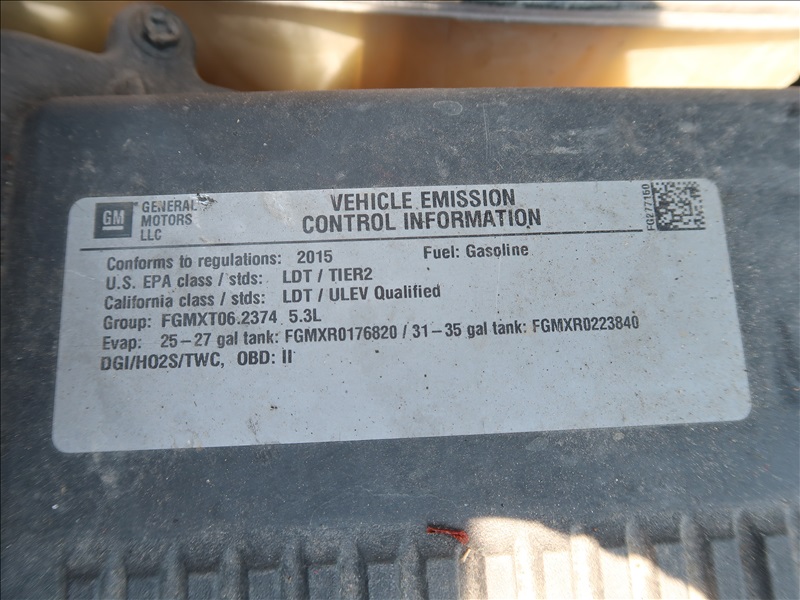 GM
GENERAL
MOTORS
LLC
VEHICLE EMISSION
CONTROL INFORMATION
FG277160
Conforms to regulations: 2015 Fuel: Gasoline
U.S. EPA class / stds: LDT / TIER2
California class / stds: LDT / ULEV Qualified
Group: FGMXT06.2374 5.3L
Evap: 25-27 gal tank: FGMXR0176820 / 31-35 gal tank: FGMXR0223840
DGI/HO2S/TWC, OBD: II